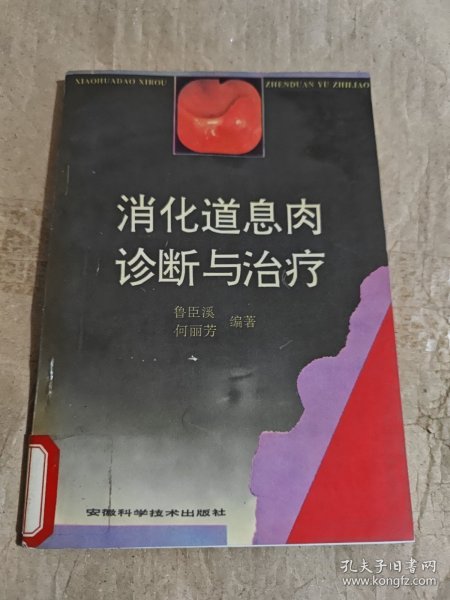 XIAOHUADAO XIROU
ZHENDUAN YU ZHILIAO
消化道息肉
诊断与治疗
鲁臣溪
何丽芳
编著
安徽科学技术出版社
孔夫子旧书网
www.kongfz.com